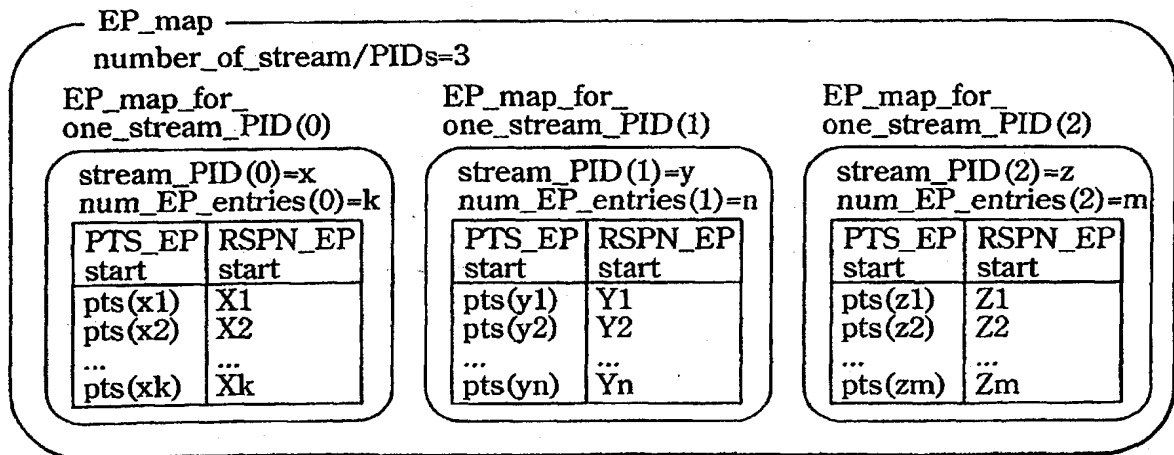 EP_map
number_of_stream/PIDs=3
EP_map_for_
one_stream_PID(0)
stream_PID(0)=x
num_EP_entries(0)=k
PTS_EP RSPN_EP
start start
pts(x1) X1
pts(x2) X2
... ...
pts(xk) Xk
EP_map_for_
one_stream_PID(1)
stream_PID(1)=y
num_EP_entries(1)=n
PTS_EP RSPN_EP
start start
pts(y1) Y1
pts(y2) Y2
... ...
pts(yn) Yn
EP_map_for_
one_stream_PID(2)
stream_PID(2)=z
num_EP_entries(2)=m
PTS_EP RSPN_EP
start start
pts(z1) Z1
pts(z2) Z2
... ...
pts(zm) Zm